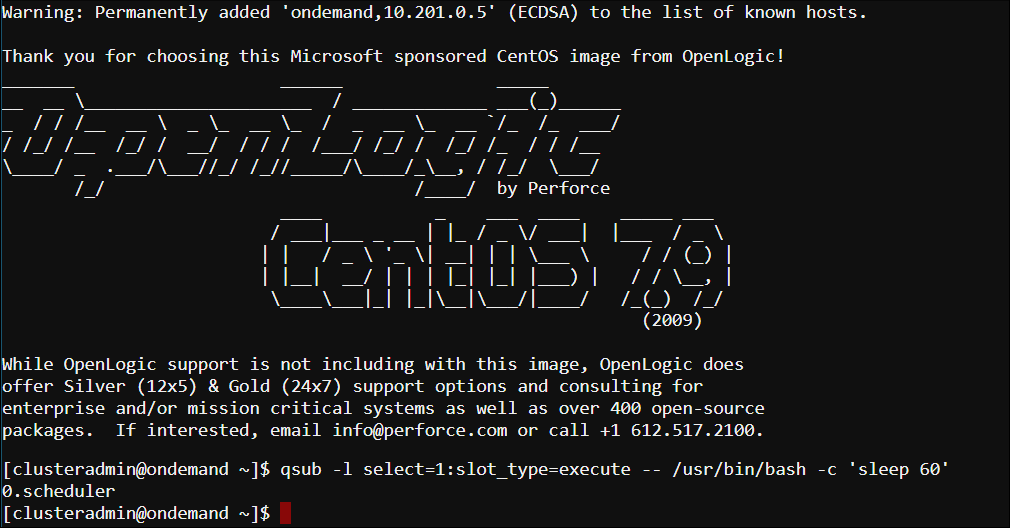 Warning: Permanently added 'ondemand,10.201.0.5' (ECDSA) to the list of known hosts.
Thank you for choosing this Microsoft sponsored CentOS image from OpenLogic!
OpenLogic
by Perforce
CentOS 7.9
(2009)
While OpenLogic support is not including with this image, OpenLogic does
offer Silver (12x5) & Gold (24x7) support options and consulting for
enterprise and/or mission critical systems as well as over 400 open-source
packages.  If interested, email info@perforce.com or call +1 612.517.2100.
[clusteradmin@ondemand ~]$ qsub -l select=1:slot_type=execute -- /usr/bin/bash -c 'sleep 60'
0.scheduler
[clusteradmin@ondemand ~]$